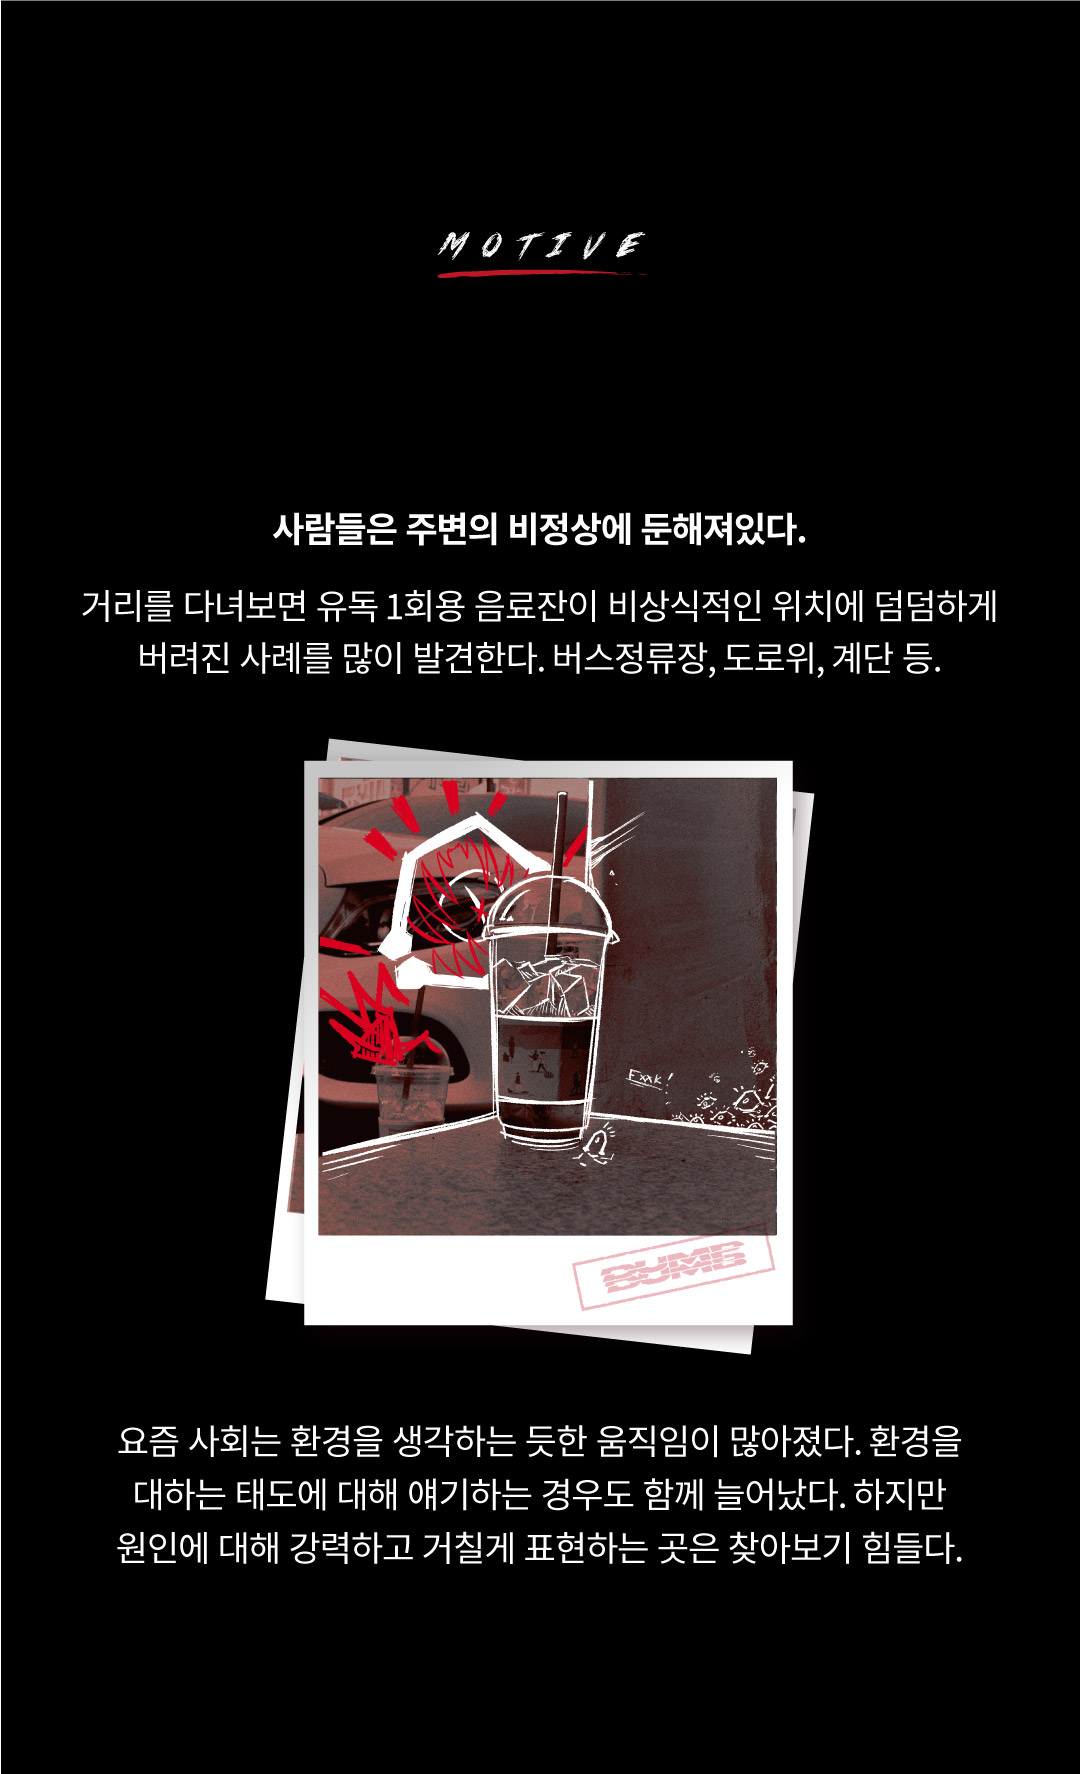 MOTIVE
사람들은 주변의 비정상에 둔해져있다.
거리를 다녀보면 유독 1회용 음료잔이 비상식적인 위치에 덤덤하게
버려진 사례를 많이 발견한다. 버스정류장, 도로위, 계단 등.
Fxxk!
DUMP
DUMB
요즘 사회는 환경을 생각하는 듯한 움직임이 많아졌다. 환경을
대하는 태도에 대해 얘기하는 경우도 함께 늘어났다. 하지만
원인에 대해 강력하고 거칠게 표현하는 곳은 찾아보기 힘들다.